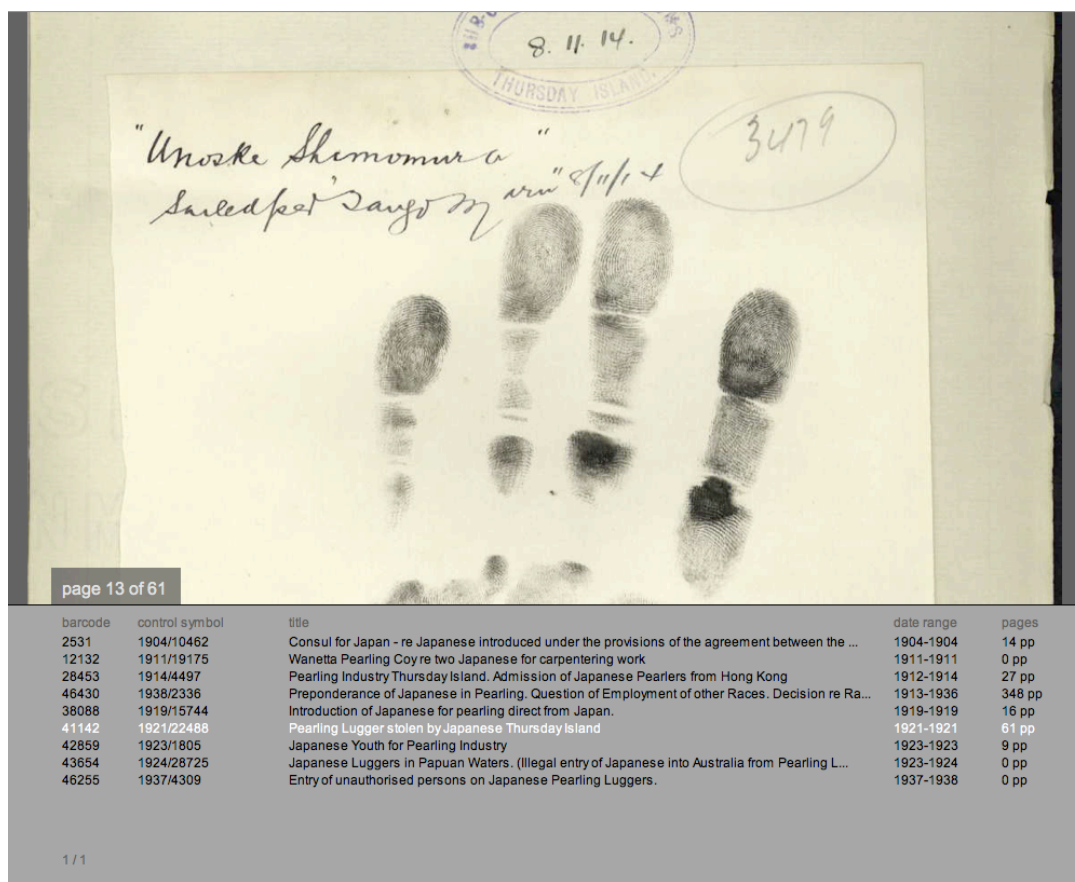 SUB-C
NS
8. 11. 14.
THURSDAY ISLAND.
3479
"Unoske Shimomura"
Sailed per "Tango Maru" 8/11/14
page 13 of 61
barcode control symbol title date range pages
2531 1904/10462 Consul for Japan - re Japanese introduced under the provisions of the agreement between the ... 1904-1904 14 pp
12132 1911/19175 Wanetta Pearling Coy re two Japanese for carpentering work 1911-1911 0 pp
28453 1914/4497 Pearling Industry Thursday Island. Admission of Japanese Pearlers from Hong Kong 1912-1914 27 pp
46430 1938/2336 Preponderance of Japanese in Pearling. Question of Employment of other Races. Decision re Ra... 1913-1936 348 pp
38088 1919/15744 Introduction of Japanese for pearling direct from Japan. 1919-1919 16 pp
41142 1921/22488 Pearling Lugger stolen by Japanese Thursday Island 1921-1921 61 pp
42859 1923/1805 Japanese Youth for Pearling Industry 1923-1923 9 pp
43654 1924/28725 Japanese Luggers in Papuan Waters. (Illegal entry of Japanese into Australia from Pearling L... 1923-1924 0 pp
46255 1937/4309 Entry of unauthorised persons on Japanese Pearling Luggers. 1937-1938 0 pp
1 / 1